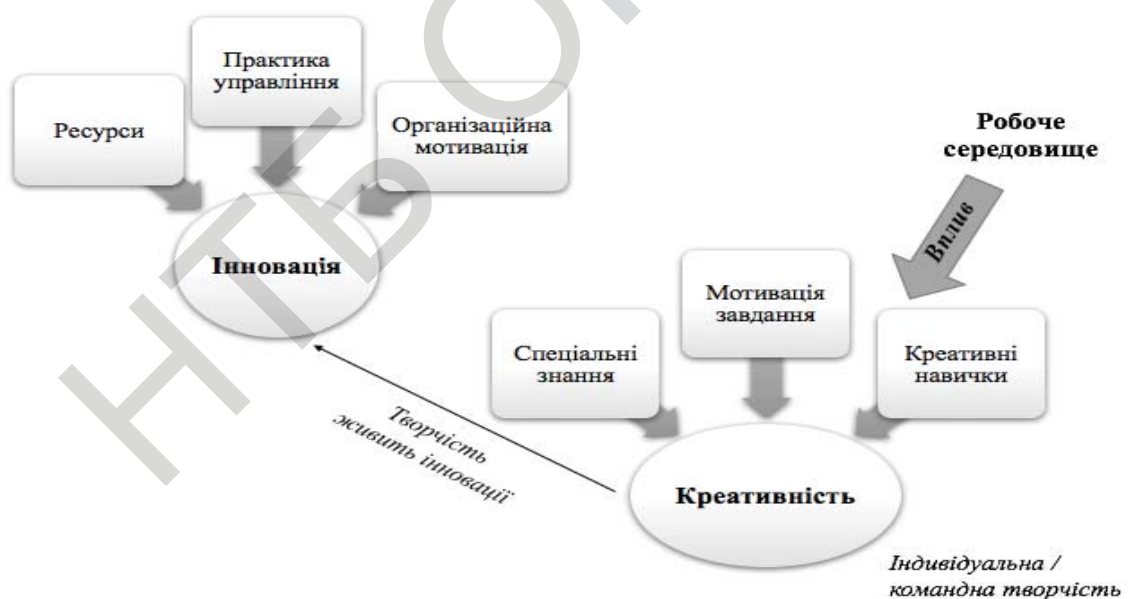 Практика
управління
Ресурси
Організаційна
мотивація
Інновація
Робоче
середовище
Вплив
Мотивація
завдання
Спеціальні
знання
Креативні
навички
Творчість
живить інновації
Креативність
Індивідуальна /
командна творчість
НТБ